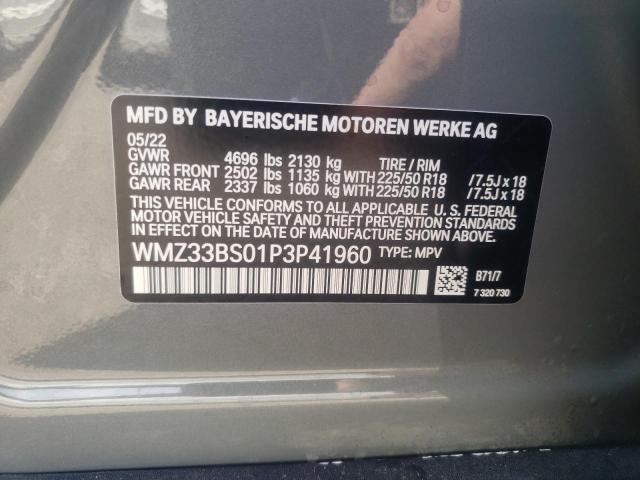 MFD BY BAYERISCHE MOTOREN WERKE AG
05/22
GVWR 4696 lbs 2130 kg TIRE / RIM
GAWR FRONT 2502 lbs 1135 kg WITH 225/50 R18 /7.5J x 18
GAWR REAR 2337 lbs 1060 kg WITH 225/50 R18 /7.5J x 18
THIS VEHICLE CONFORMS TO ALL APPLICABLE U. S. FEDERAL
MOTOR VEHICLE SAFETY AND THEFT PREVENTION STANDARDS
IN EFFECT ON THE DATE OF MANUFACTURE SHOWN ABOVE.
WMZ33BS01P3P41960 TYPE: MPV
B71/7
7 320 730